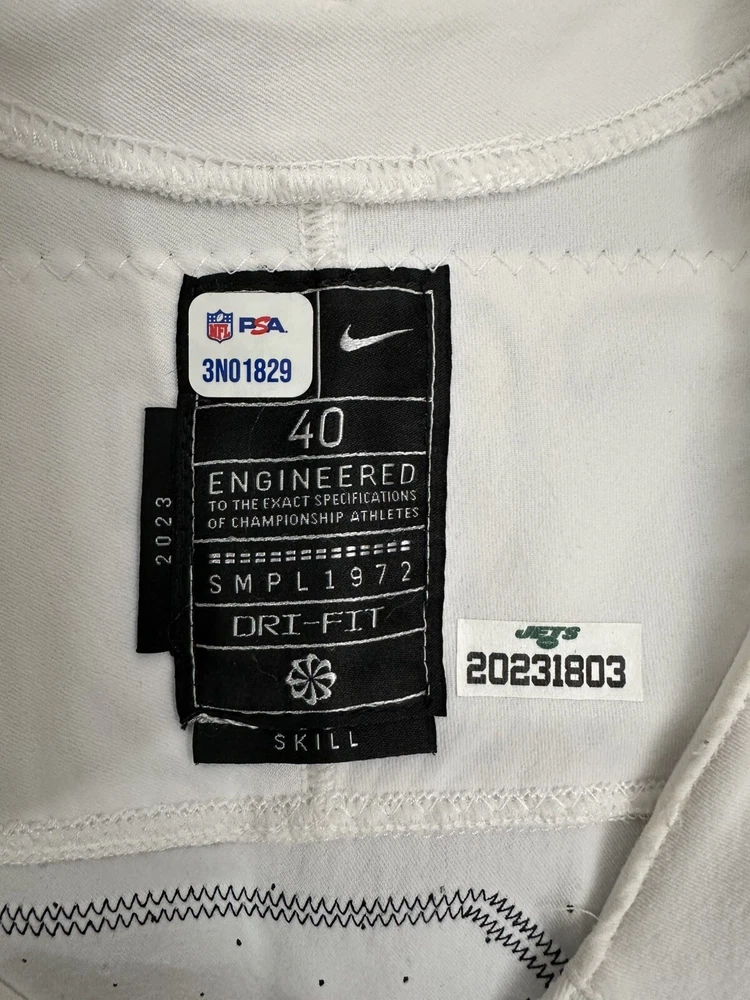 NFL PSA
3N01829
40
ENGINEERED
TO THE EXACT SPECIFICATIONS
OF CHAMPIONSHIP ATHLETES
SMPL1972
DRI-FIT
SKILL
2023
JETS
20231803